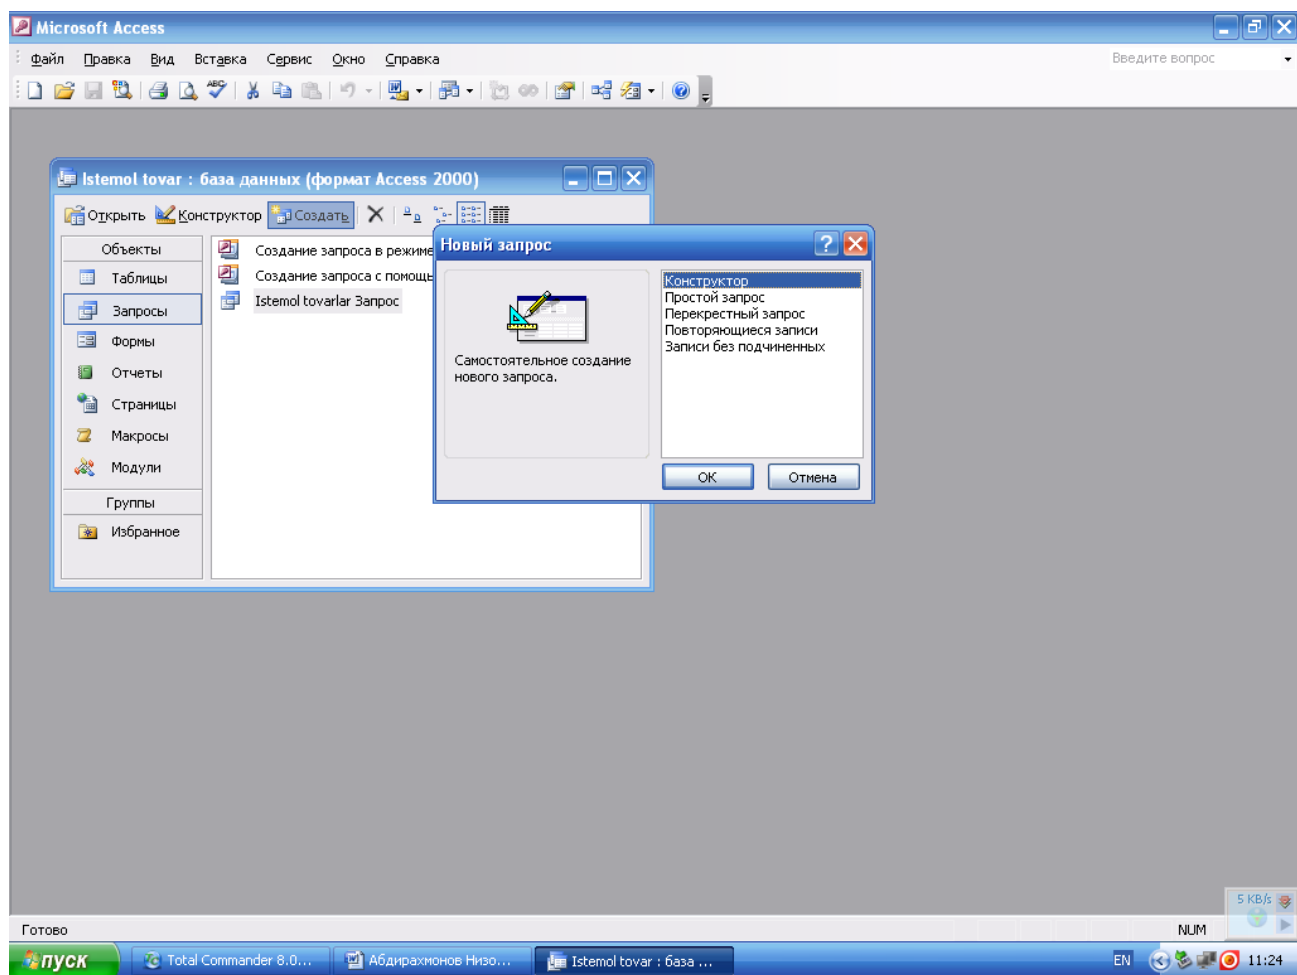 Microsoft Access
Файл Правка Вид Вставка Сервис Окно Справка Введите вопрос
Istemol tovar : база данных (формат Access 2000)
Открыть Конструктор Создать
Объекты
Таблицы
Запросы
Формы
Отчеты
Страницы
Макросы
Модули
Группы
Избранное
Создание запроса в режиме
Создание запроса с помощь
Istemol tovarlar Запрос
Новый запрос
Самостоятельное создание
нового запроса.
Конструктор
Простой запрос
Перекрестный запрос
Повторяющиеся записи
Записи без подчиненных
ОК Отмена
5 KB/s
Готово NUM
пуск Total Commander 8.0... Абдирахмонов Низо... Istemol tovar : база ... EN 11:24